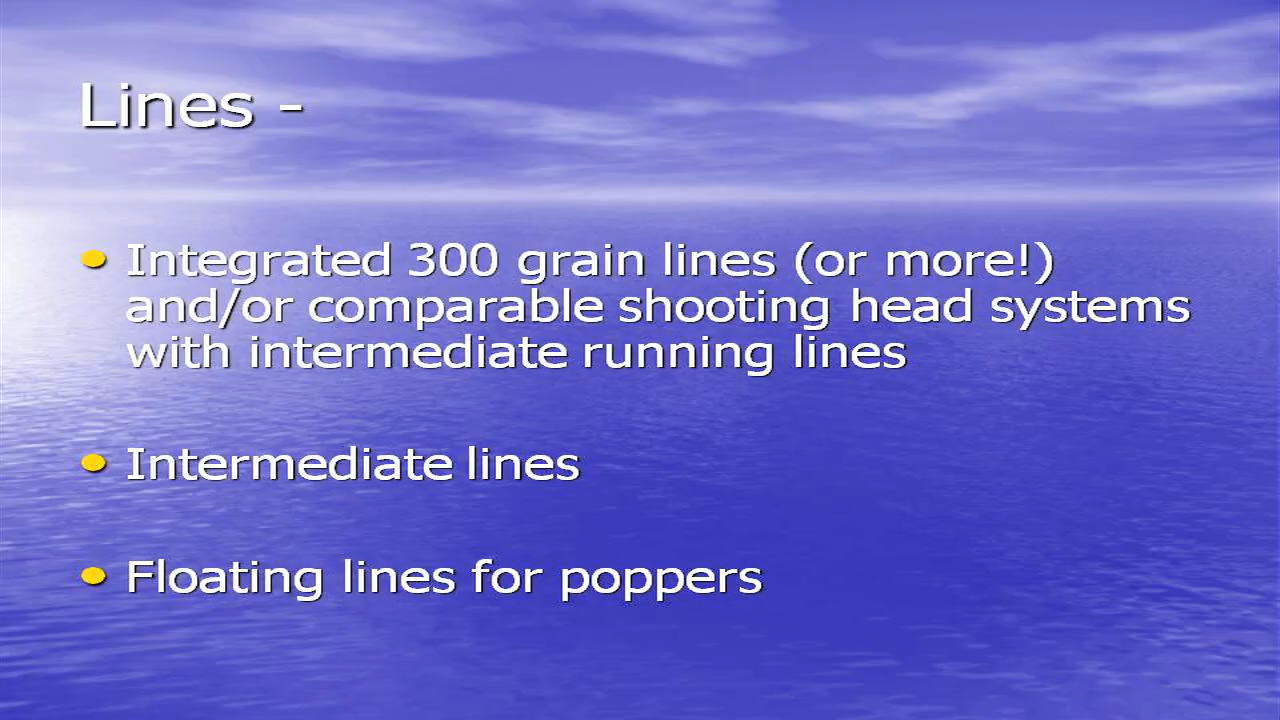 Lines -
• Integrated 300 grain lines (or more!)
and/or comparable shooting head systems
with intermediate running lines
• Intermediate lines
• Floating lines for poppers